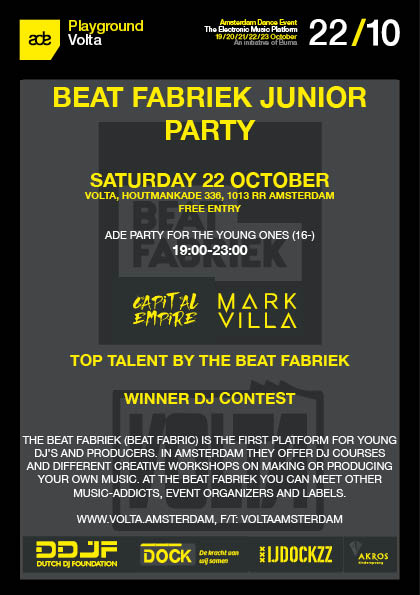 ade
Playground
Volta
Amsterdam Dance Event
The Electronic Music Platform
19/20/21/22/23 October
An initiative of Buma
22/10
BEAT FABRIEK JUNIOR
PARTY
SATURDAY 22 OCTOBER
VOLTA, HOUTMANKADE 336, 1013 RR AMSTERDAM
FREE ENTRY
BEAT
FABRIEK
ADE PARTY FOR THE YOUNG ONES (16-)
19:00-23:00
CAPITAL
EMPIRE
MARK
VILLA
TOP TALENT BY THE BEAT FABRIEK
WINNER DJ CONTEST
VOLTA
THE BEAT FABRIEK (BEAT FABRIC) IS THE FIRST PLATFORM FOR YOUNG
DJ'S AND PRODUCERS. IN AMSTERDAM THEY OFFER DJ COURSES
AND DIFFERENT CREATIVE WORKSHOPS ON MAKING OR PRODUCING
YOUR OWN MUSIC. AT THE BEAT FABRIEK YOU CAN MEET OTHER
MUSIC-ADDICTS, EVENT ORGANIZERS AND LABELS.
WWW.VOLTA.AMSTERDAM, F/T: VOLTAAMSTERDAM
DDJF
DUTCH DJ FOUNDATION
DOCK
De kracht van
wij samen
XXX IJDOCKZZ
AKROS